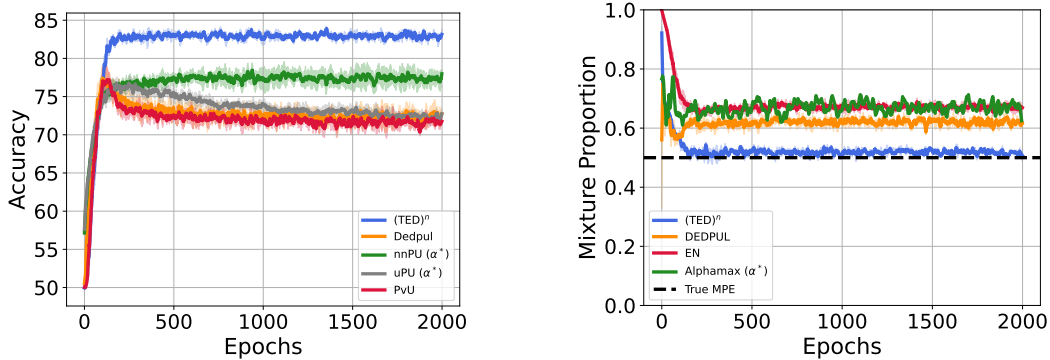 85
80
75
70
65
60
55
50
Accuracy
0
500
1000
1500
2000
Epochs
(TED)ⁿ
Dedpul
nnPU (α*)
uPU (α*)
PvU
1.0
0.8
0.6
0.4
0.2
0.0
Mixture Proportion
0
500
1000
1500
2000
Epochs
(TED)ⁿ
DEDPUL
EN
Alphamax (α*)
True MPE